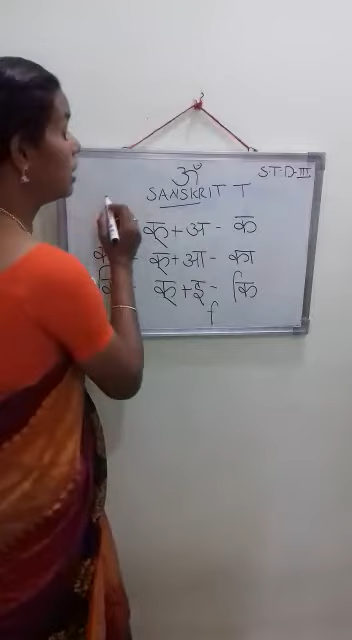 ॐ
STD-III
SANSKRIT T
क् + अ - क
क् + आ - का
कि - क् + इ - कि
ि